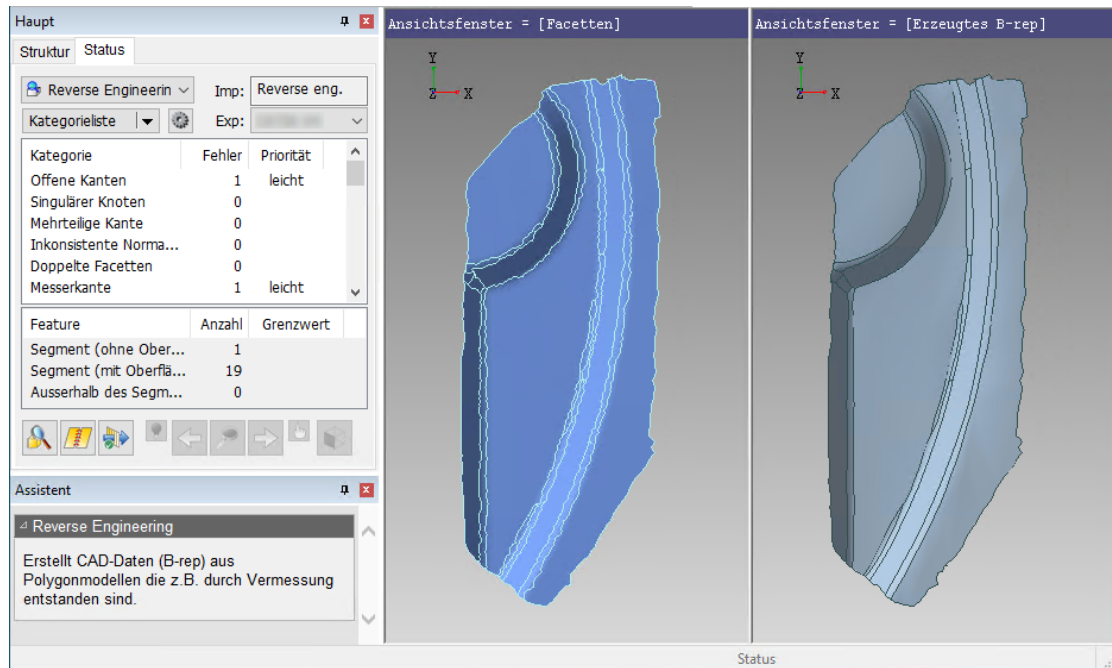 Haupt
Struktur Status
Reverse Engineerin Imp: Reverse eng.
Kategorieliste Exp:
Kategorie Fehler Priorität
Offene Kanten 1 leicht
Singulärer Knoten 0
Mehrteilige Kante 0
Inkonsistente Norma... 0
Doppelte Facetten 0
Messerkante 1 leicht
Feature Anzahl Grenzwert
Segment (ohne Ober... 1
Segment (mit Oberflä... 19
Ausserhalb des Segm... 0
Assistent
Reverse Engineering
Erstellt CAD-Daten (B-rep) aus
Polygonmodellen die z.B. durch Vermessung
entstanden sind.
Ansichtsfenster = [Facetten]
Y
Z X
Ansichtsfenster = [Erzeugtes B-rep]
Y
Z X
Status